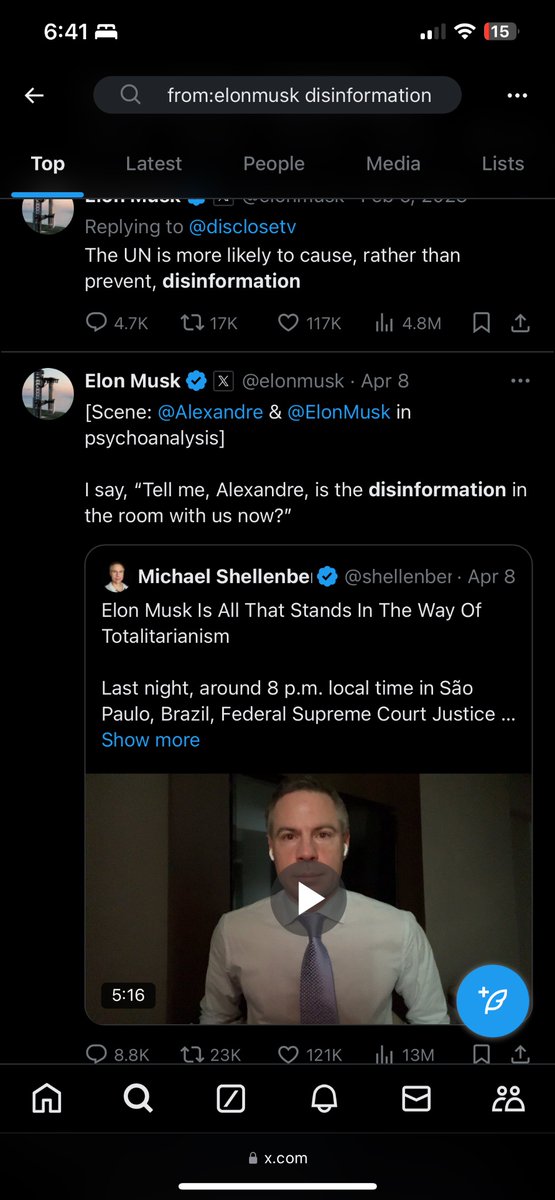 6:41
15
from:elonmusk disinformation
Top Latest People Media Lists
Elon Musk @elonmusk
Replying to @disclosetv
The UN is more likely to cause, rather than
prevent, disinformation
4.7K 17K 117K 4.8M
Elon Musk @elonmusk · Apr 8
[Scene: @Alexandre & @ElonMusk in
psychoanalysis]
I say, “Tell me, Alexandre, is the disinformation in
the room with us now?”
Michael Shellenbe @shellenber · Apr 8
Elon Musk Is All That Stands In The Way Of
Totalitarianism
Last night, around 8 p.m. local time in São
Paulo, Brazil, Federal Supreme Court Justice ...
Show more
5:16
8.8K 23K 121K 13M
x.com